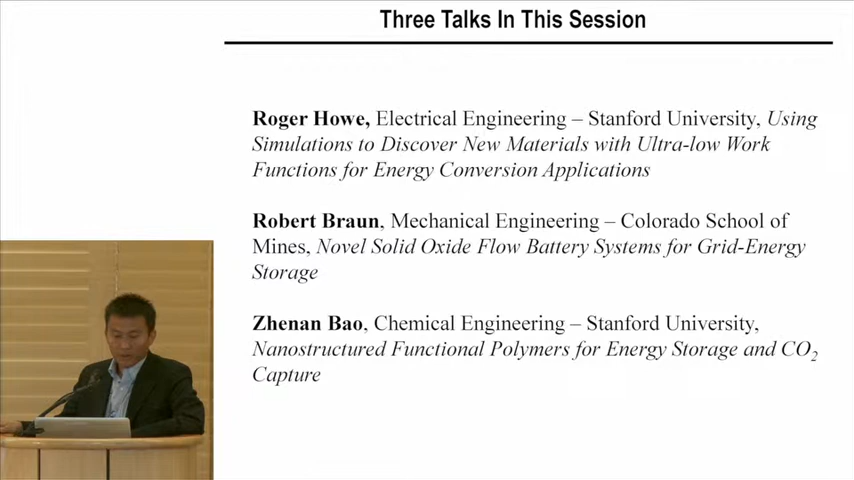 Three Talks In This Session
Roger Howe, Electrical Engineering – Stanford University, Using
Simulations to Discover New Materials with Ultra-low Work
Functions for Energy Conversion Applications
Robert Braun, Mechanical Engineering – Colorado School of
Mines, Novel Solid Oxide Flow Battery Systems for Grid-Energy
Storage
Zhenan Bao, Chemical Engineering – Stanford University,
Nanostructured Functional Polymers for Energy Storage and CO2
Capture